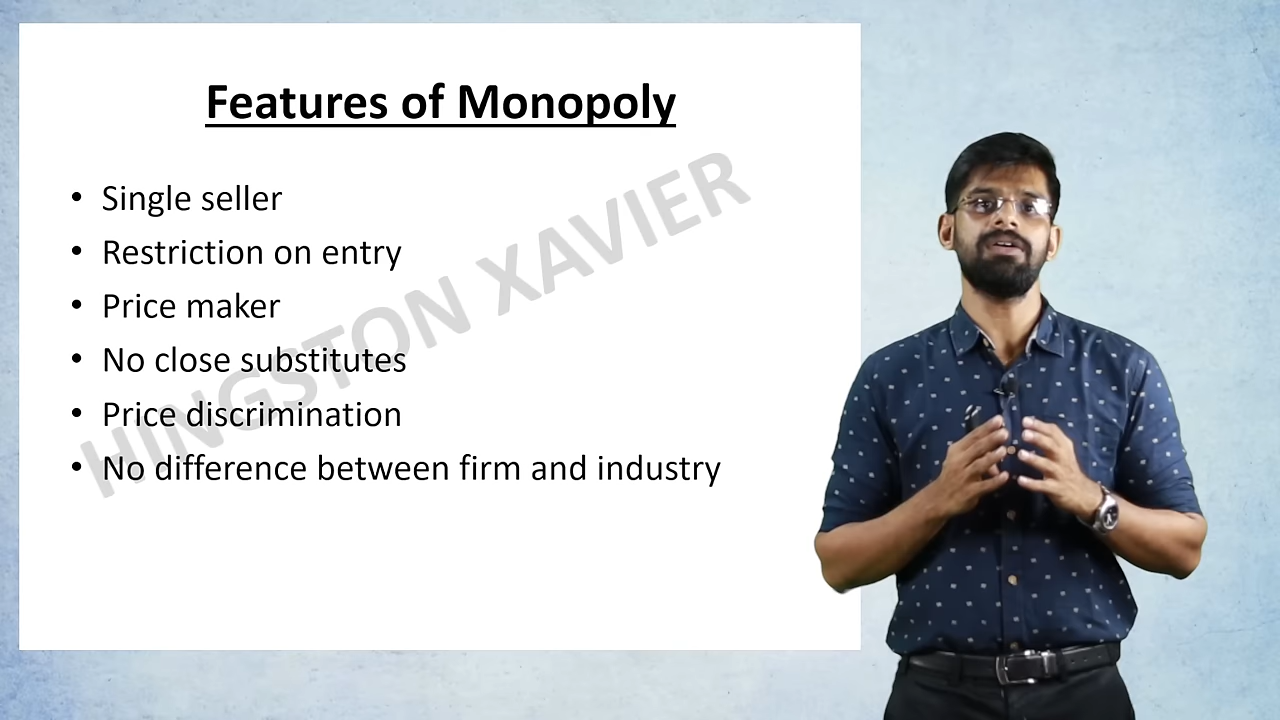 Features of Monopoly
• Single seller
• Restriction on entry
• Price maker
• No close substitutes
• Price discrimination
• No difference between firm and industry
HINGSTON XAVIER